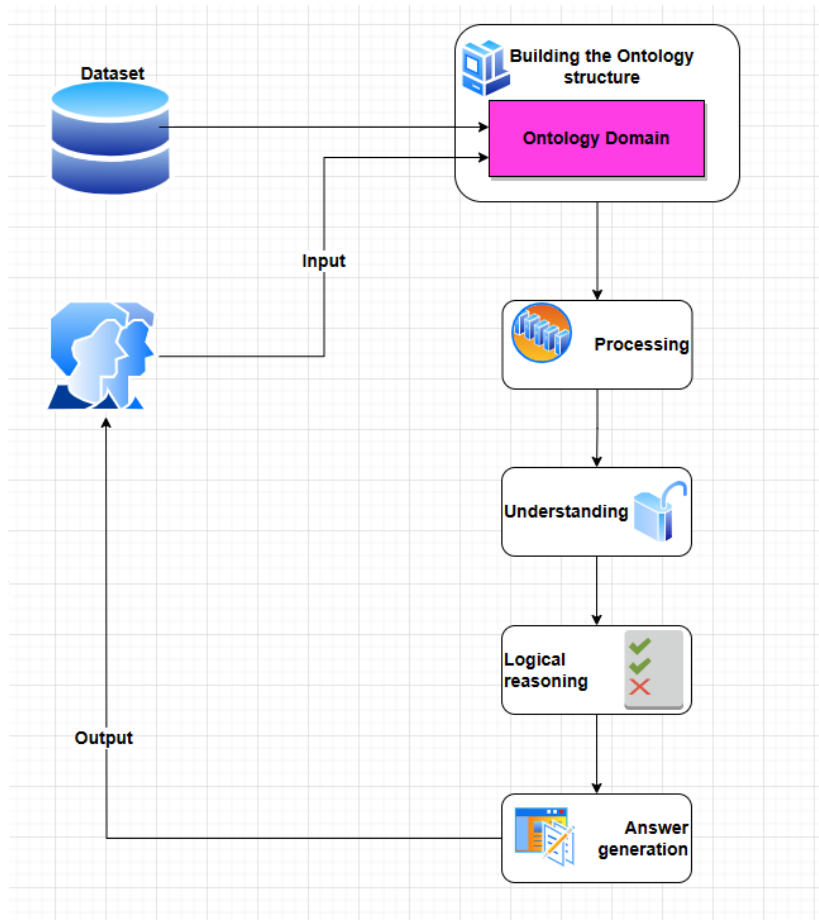 Dataset
Building the Ontology
structure
Ontology Domain
Input
Processing
Understanding
Logical
reasoning
Output
Answer
generation